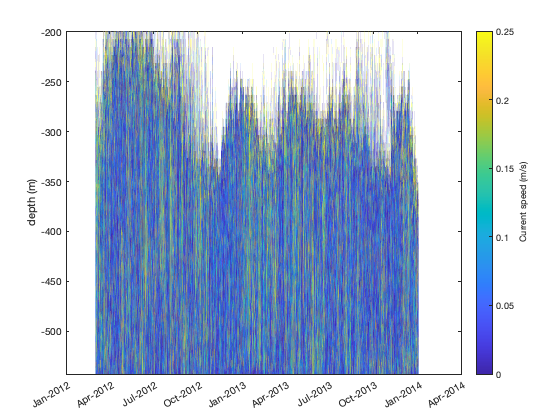 -200
-250
-300
-350
-400
-450
-500
depth (m)
Jan-2012
Apr-2012
Jul-2012
Oct-2012
Jan-2013
Apr-2013
Jul-2013
Oct-2013
Jan-2014
Apr-2014
0.25
0.2
0.15
0.1
0.05
0
Current speed (m/s)